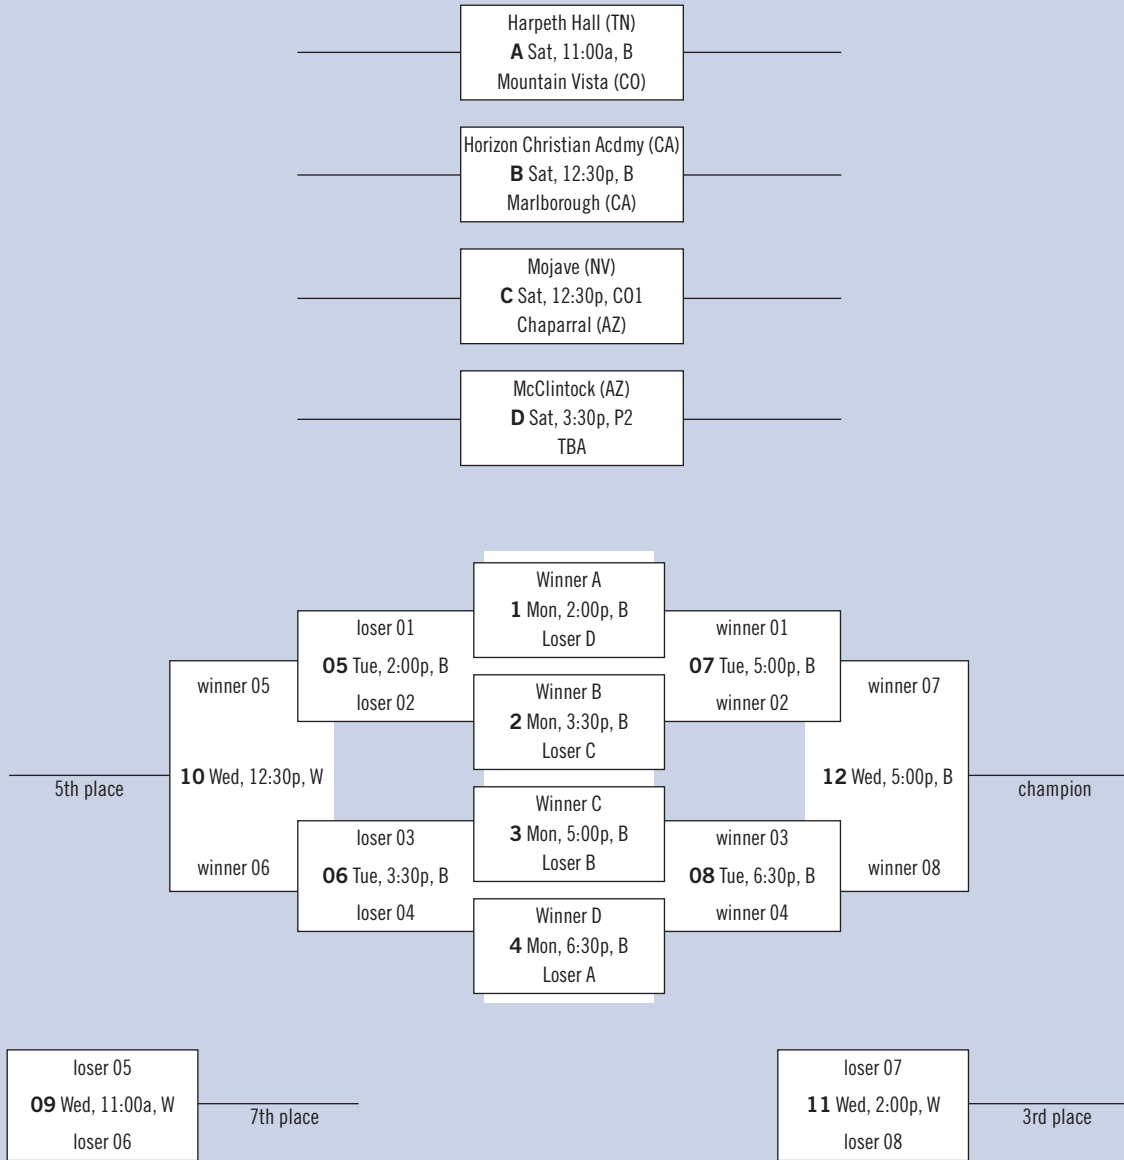 Harpeth Hall (TN)
A Sat, 11:00a, B
Mountain Vista (CO)
Horizon Christian Acdmy (CA)
B Sat, 12:30p, B
Marlborough (CA)
Mojave (NV)
C Sat, 12:30p, CO1
Chaparral (AZ)
McClintock (AZ)
D Sat, 3:30p, P2
TBA
Winner A
1 Mon, 2:00p, B
Loser D
loser 01
05 Tue, 2:00p, B
loser 02
winner 01
07 Tue, 5:00p, B
winner 02
Winner B
2 Mon, 3:30p, B
Loser C
winner 05
10 Wed, 12:30p, W
winner 06
5th place
winner 07
12 Wed, 5:00p, B
winner 08
champion
Winner C
3 Mon, 5:00p, B
Loser B
loser 03
06 Tue, 3:30p, B
loser 04
winner 03
08 Tue, 6:30p, B
winner 04
Winner D
4 Mon, 6:30p, B
Loser A
loser 05
09 Wed, 11:00a, W
loser 06
7th place
loser 07
11 Wed, 2:00p, W
loser 08
3rd place